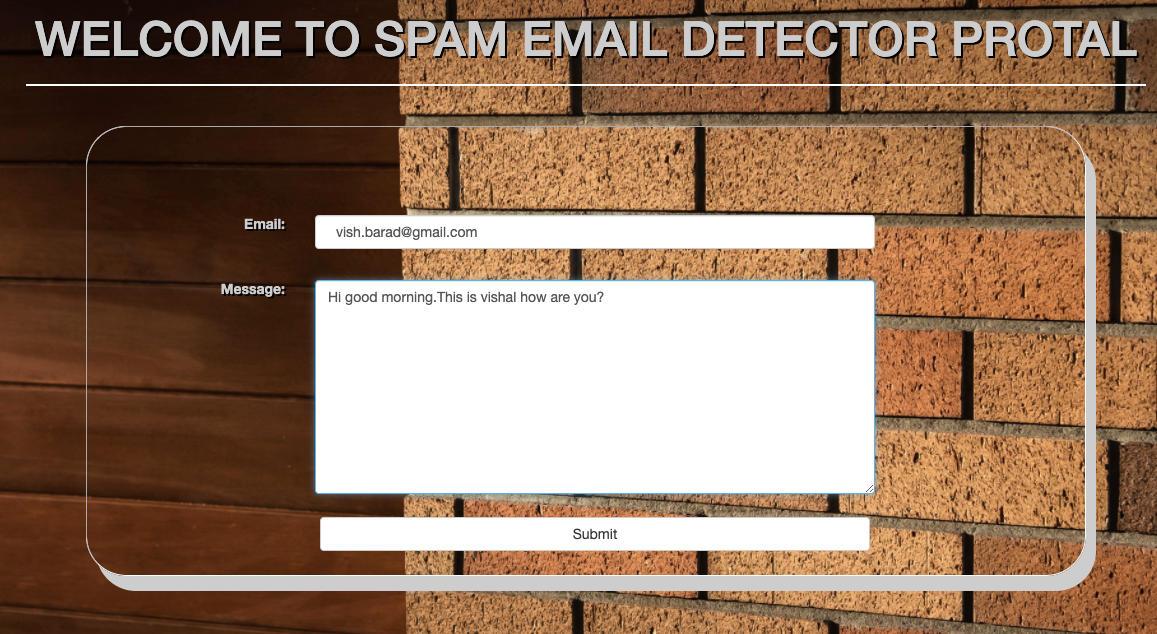 WELCOME TO SPAM EMAIL DETECTOR PROTAL
Email:
vish.barad@gmail.com
Message:
Hi good morning.This is vishal how are you?
Submit